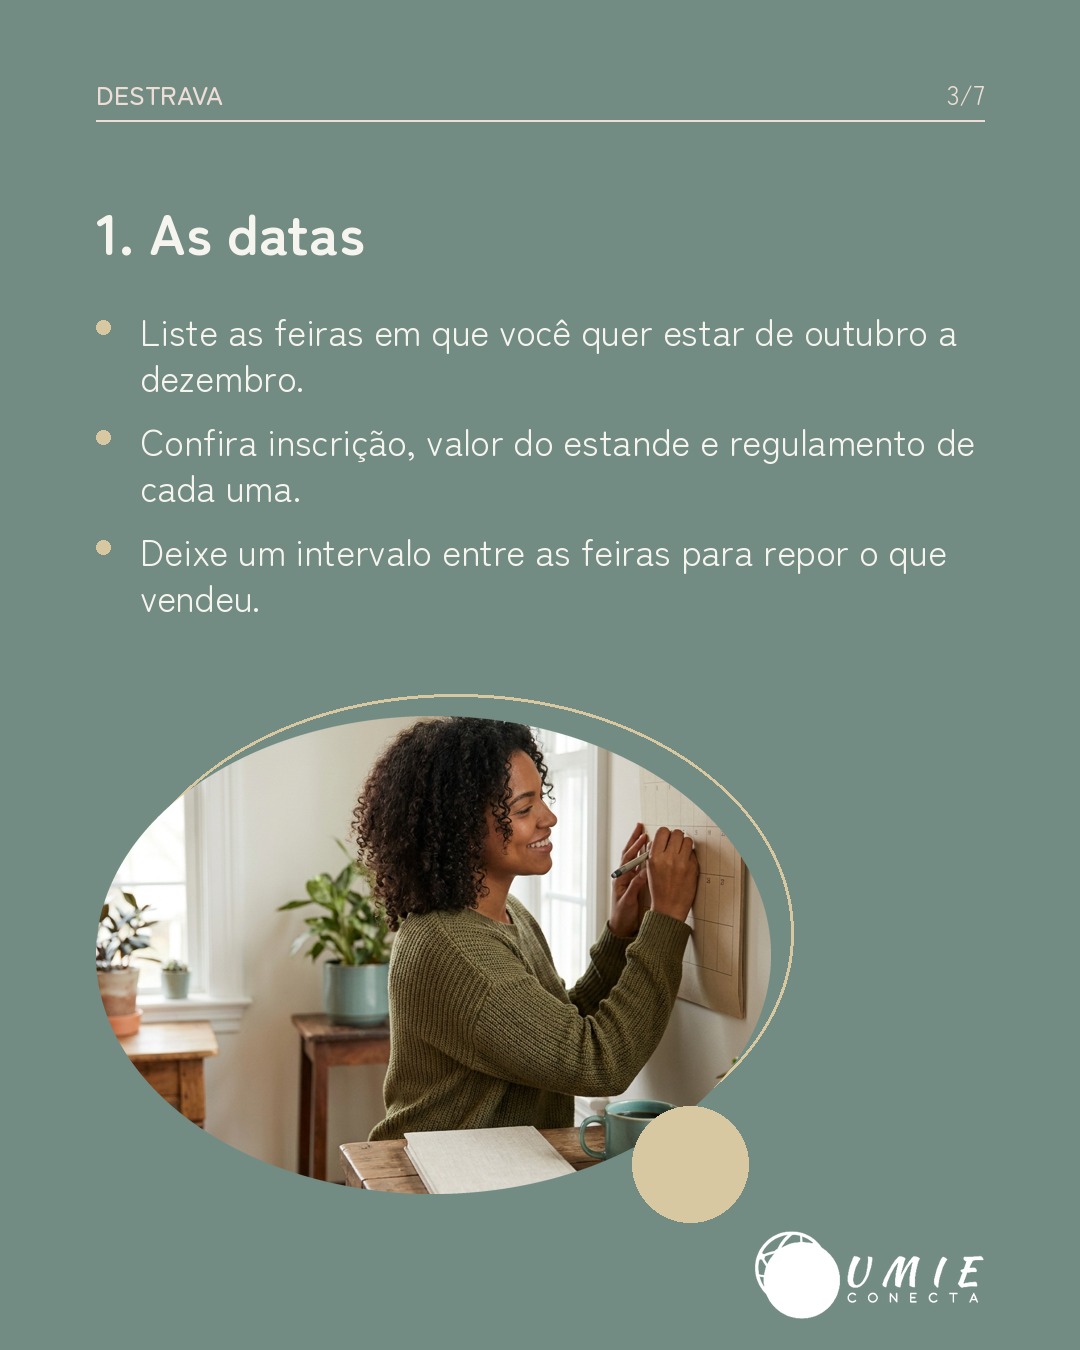 DESTRAVA
3/7
1. As datas
Liste as feiras em que você quer estar de outubro a
dezembro.
Confira inscrição, valor do estande e regulamento de
cada uma.
Deixe um intervalo entre as feiras para repor o que
vendeu.
UMIE
CONECTA